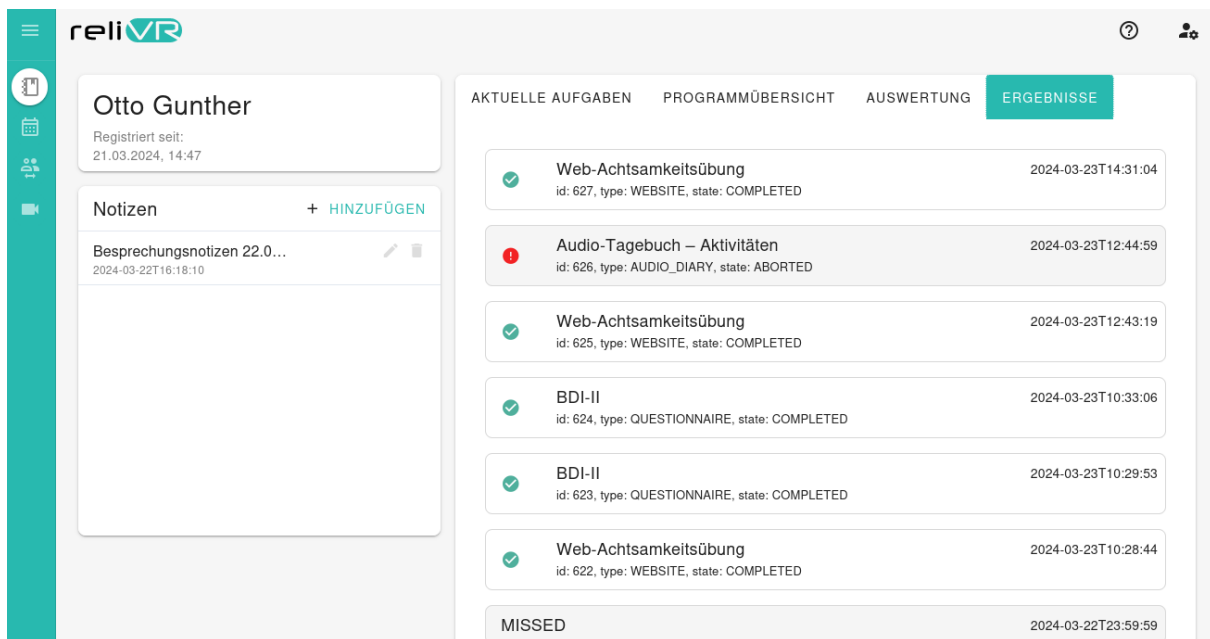 reliVR
Otto Gunther
Registriert seit:
21.03.2024, 14:47
Notizen
+ HINZUFÜGEN
Besprechungsnotizen 22.0...
2024-03-22T16:18:10
AKTUELLE AUFGABEN PROGRAMMÜBERSICHT AUSWERTUNG ERGEBNISSE
Web-Achtsamkeitsübung 2024-03-23T14:31:04
id: 627, type: WEBSITE, state: COMPLETED
Audio-Tagebuch – Aktivitäten 2024-03-23T12:44:59
id: 626, type: AUDIO_DIARY, state: ABORTED
Web-Achtsamkeitsübung 2024-03-23T12:43:19
id: 625, type: WEBSITE, state: COMPLETED
BDI-II 2024-03-23T10:33:06
id: 624, type: QUESTIONNAIRE, state: COMPLETED
BDI-II 2024-03-23T10:29:53
id: 623, type: QUESTIONNAIRE, state: COMPLETED
Web-Achtsamkeitsübung 2024-03-23T10:28:44
id: 622, type: WEBSITE, state: COMPLETED
MISSED 2024-03-22T23:59:59